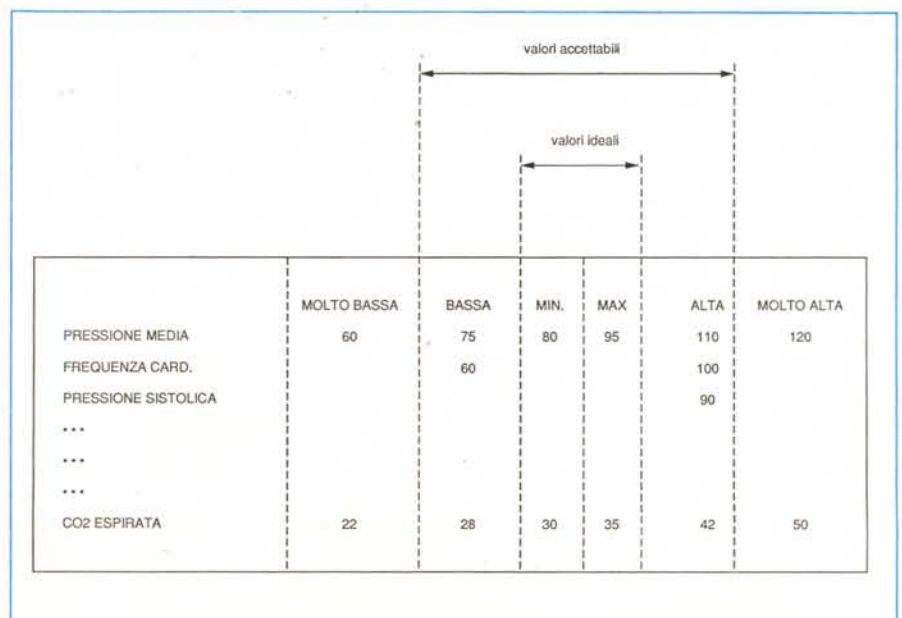 valori accettabili
valori ideali
MOLTO BASSA BASSA MIN. MAX ALTA MOLTO ALTA
PRESSIONE MEDIA 60 75 80 95 110 120
FREQUENZA CARD. 60 100
PRESSIONE SISTOLICA 90
***
***
***
CO2 ESPIRATA 22 28 30 35 42 50